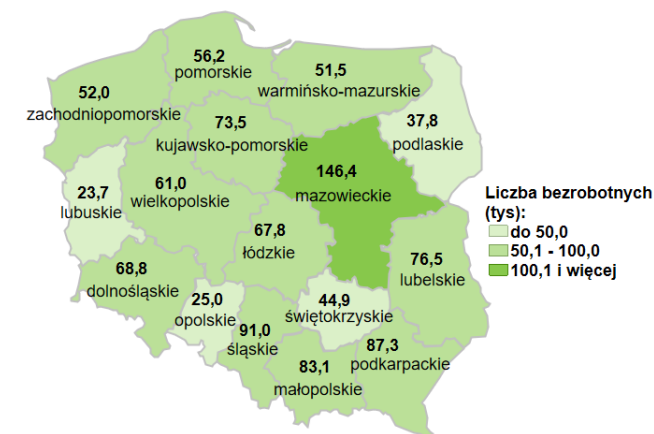 56,2
pomorskie
51,5
warmińsko-mazurskie
52,0
zachodniopomorskie
37,8
podlaskie
73,5
kujawsko-pomorskie
146,4
mazowieckie
23,7
lubuskie
61,0
wielkopolskie
67,8
łódzkie
76,5
lubelskie
68,8
dolnośląskie
25,0
opolskie
44,9
świętokrzyskie
91,0
śląskie
83,1
małopolskie
87,3
podkarpackie
Liczba bezrobotnych
(tys):
do 50,0
50,1 - 100,0
100,1 i więcej